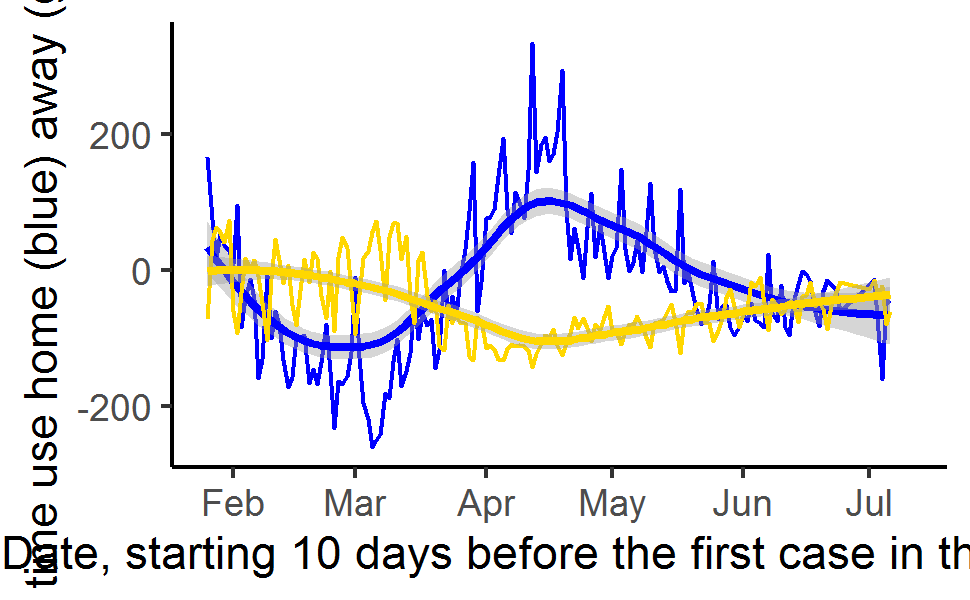 time use home (blue) away (
200
0
-200
Feb Mar Apr May Jun Jul
Date, starting 10 days before the first case in th